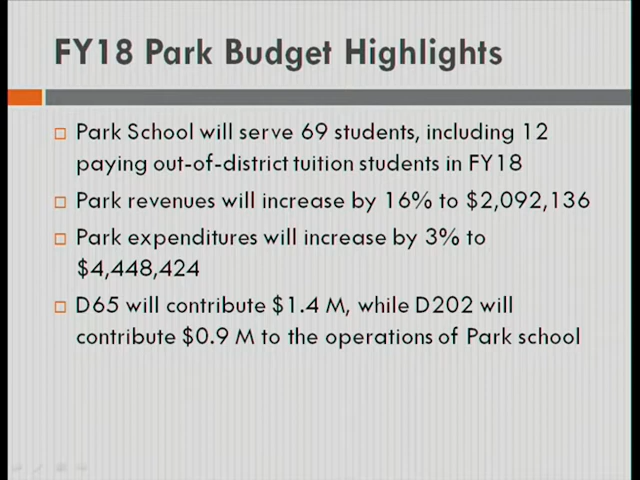 FY18 Park Budget Highlights
Park School will serve 69 students, including 12
paying out-of-district tuition students in FY18
Park revenues will increase by 16% to $2,092,136
Park expenditures will increase by 3% to
$4,448,424
D65 will contribute $1.4 M, while D202 will
contribute $0.9 M to the operations of Park school